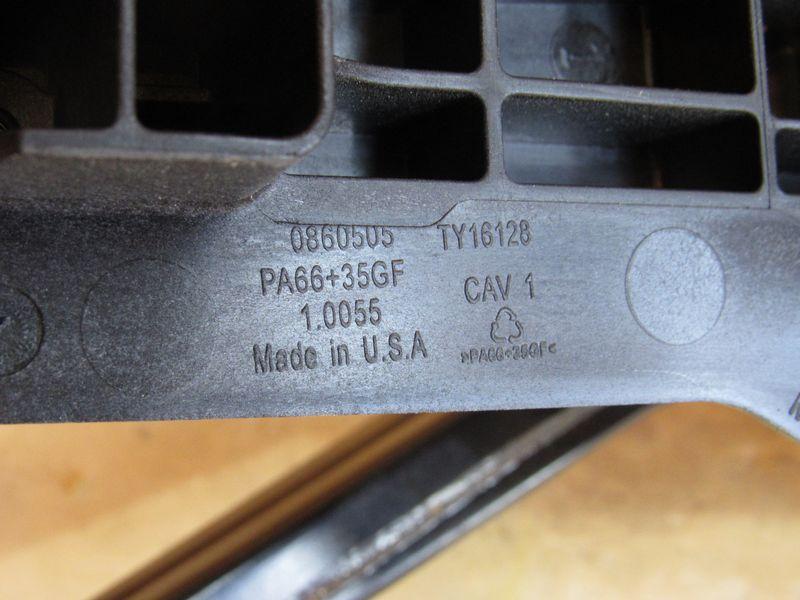 0860505 TY16128
PA66+35GF
CAV 1
1.0055
Made in U.S.A
>PA66+35GF<